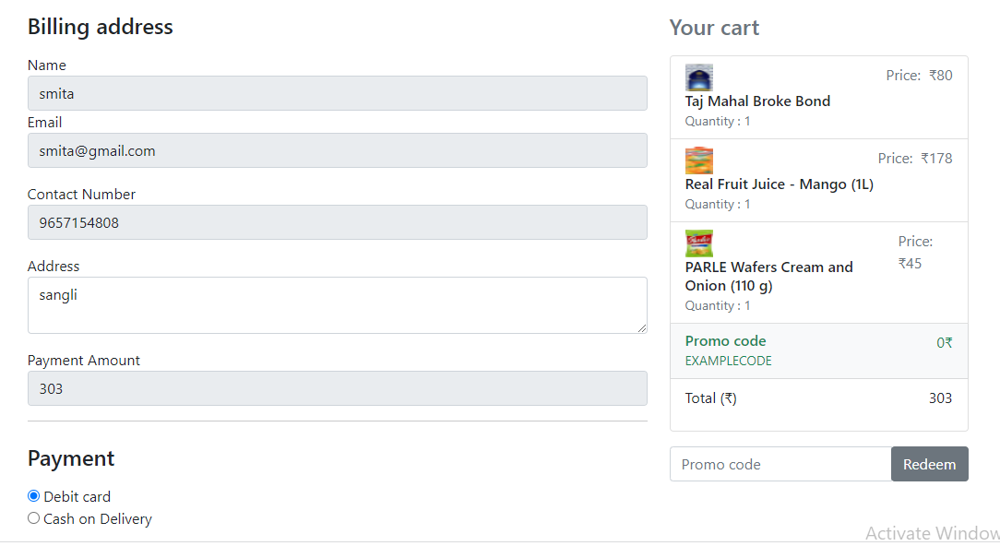 Billing address
Name
smita
Email
smita@gmail.com
Contact Number
9657154808
Address
sangli
Payment Amount
303
Payment
Debit card
Cash on Delivery
Your cart
Price: ₹80
Taj Mahal Broke Bond
Quantity : 1
Price: ₹178
Real Fruit Juice - Mango (1L)
Quantity : 1
Price:
₹45
PARLE Wafers Cream and
Onion (110 g)
Quantity : 1
Promo code 0₹
EXAMPLECODE
Total (₹) 303
Promo code Redeem
Activate Window